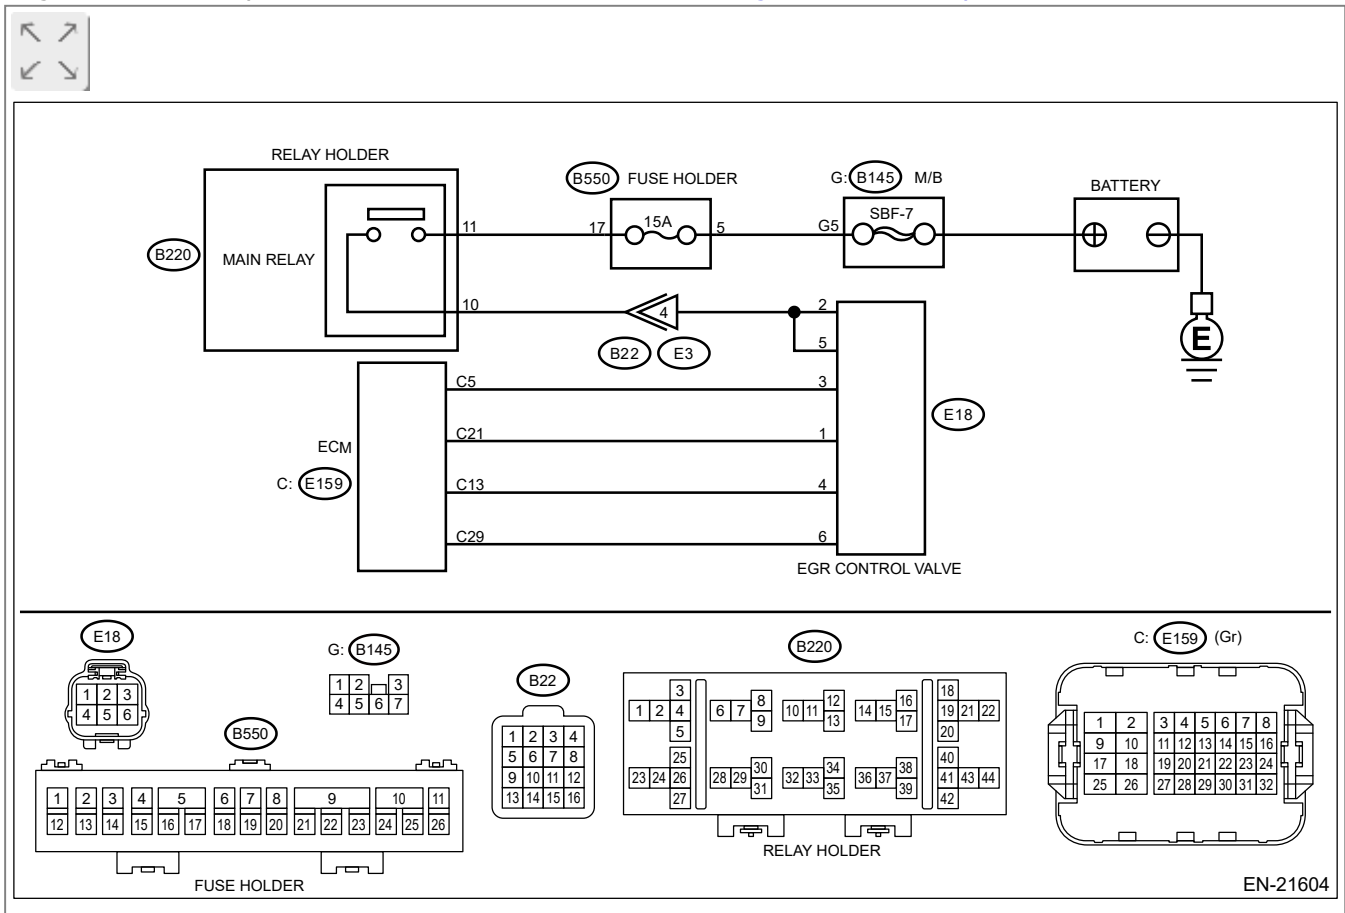 RELAY HOLDER
B550 FUSE HOLDER
G: B145 M/B
BATTERY
SBF-7
15A
11
17
5
G5
B220
MAIN RELAY
10
4
2
E
B22 E3
5
C5
3
E18
C21
1
ECM
C: E159
C13
4
C29
6
EGR CONTROL VALVE
E18
1 2 3
4 5 6
G: B145
1 2 3
4 5 6 7
B550
1 2 3 4 5 6 7 8 9 10 11
12 13 14 15 16 17 18 19 20 21 22 23 24 25 26
FUSE HOLDER
B22
1 2 3 4
5 6 7 8
9 10 11 12
13 14 15 16
B220
3 8 12 16 18
1 2 4 6 7 10 11 14 15 19 21 22
5 9 13 17 20
25 30 34 38 40
23 24 26 28 29 32 33 36 37 41 43 44
27 31 35 39 42
RELAY HOLDER
C: E159 (Gr)
1 2 3 4 5 6 7 8
9 10 11 12 13 14 15 16
17 18 19 20 21 22 23 24
25 26 27 28 29 30 31 32
EN-21604